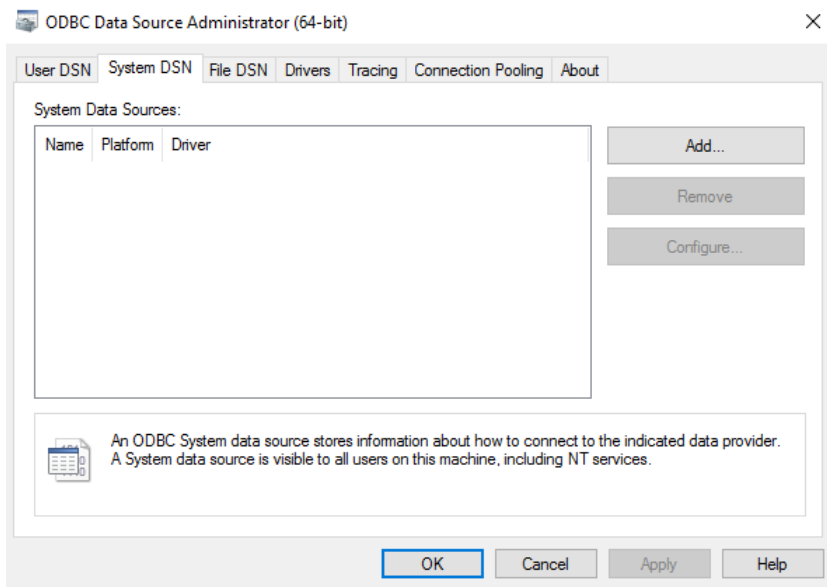 ODBC Data Source Administrator (64-bit)
User DSN System DSN File DSN Drivers Tracing Connection Pooling About
System Data Sources:
Name Platform Driver
Add...
Remove
Configure...
An ODBC System data source stores information about how to connect to the indicated data provider.
A System data source is visible to all users on this machine, including NT services.
OK Cancel Apply Help